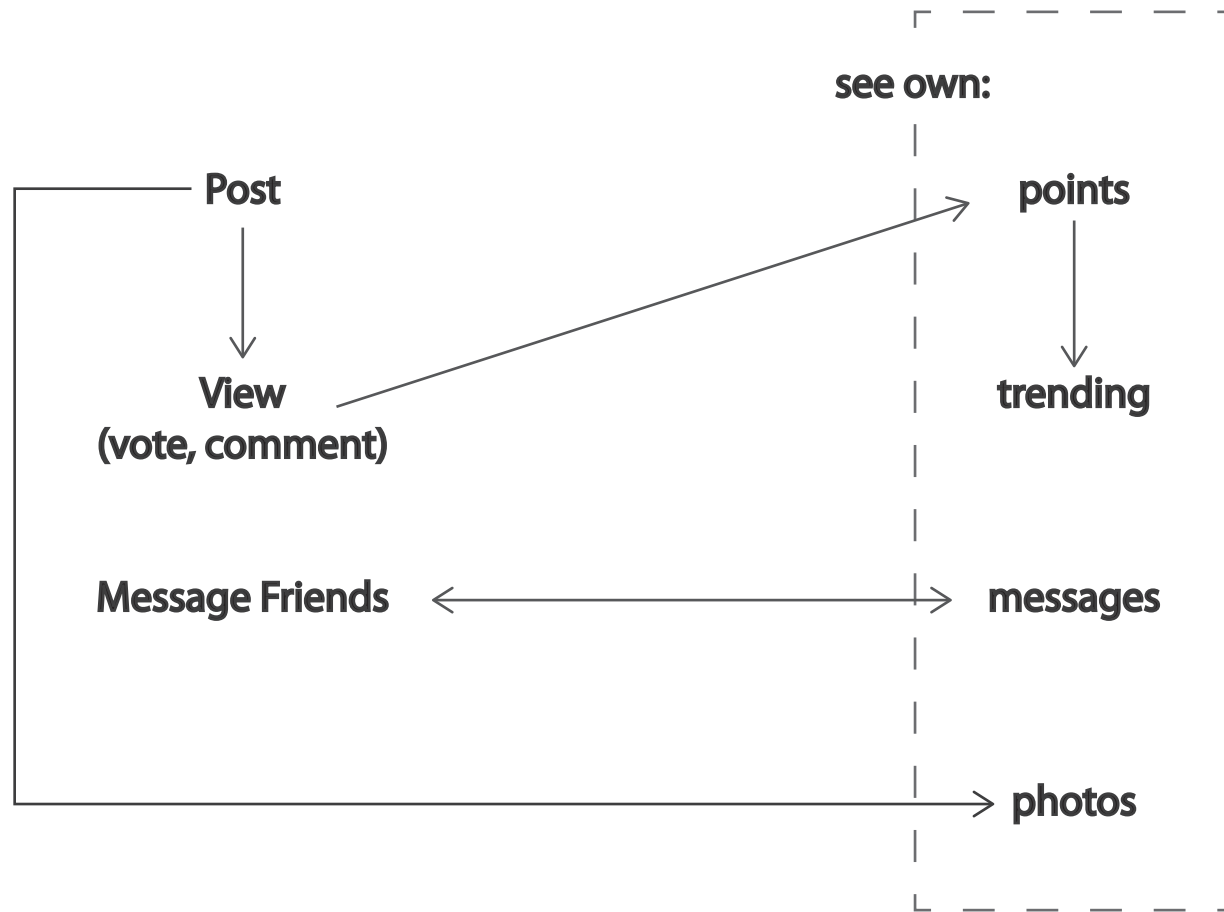 see own:
Post
points
View
(vote, comment)
trending
Message Friends
messages
photos